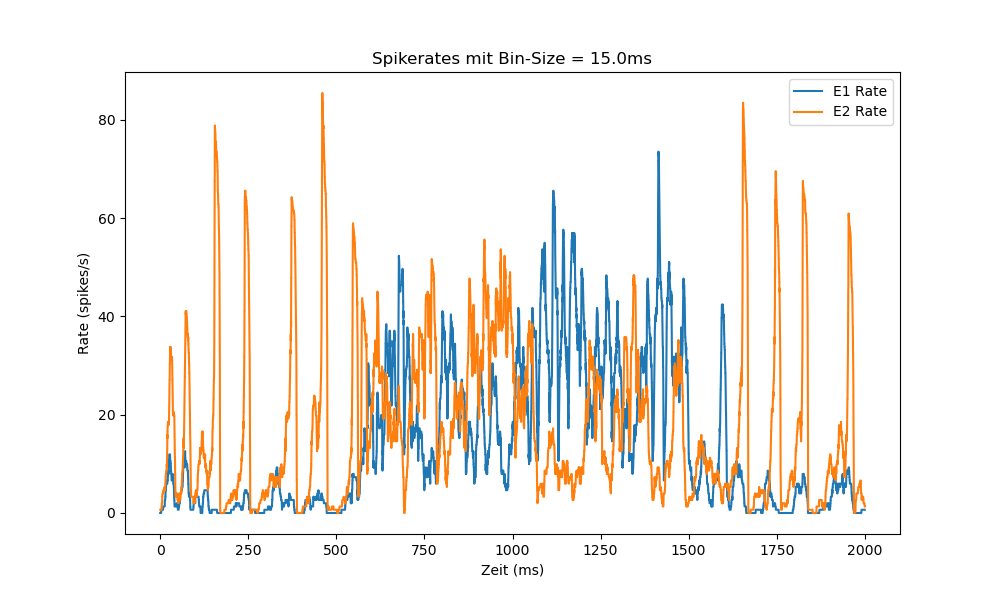 Spikerates mit Bin-Size = 15.0ms
E1 Rate
E2 Rate
Rate (spikes/s)
80
60
40
20
0
0 250 500 750 1000 1250 1500 1750 2000
Zeit (ms)